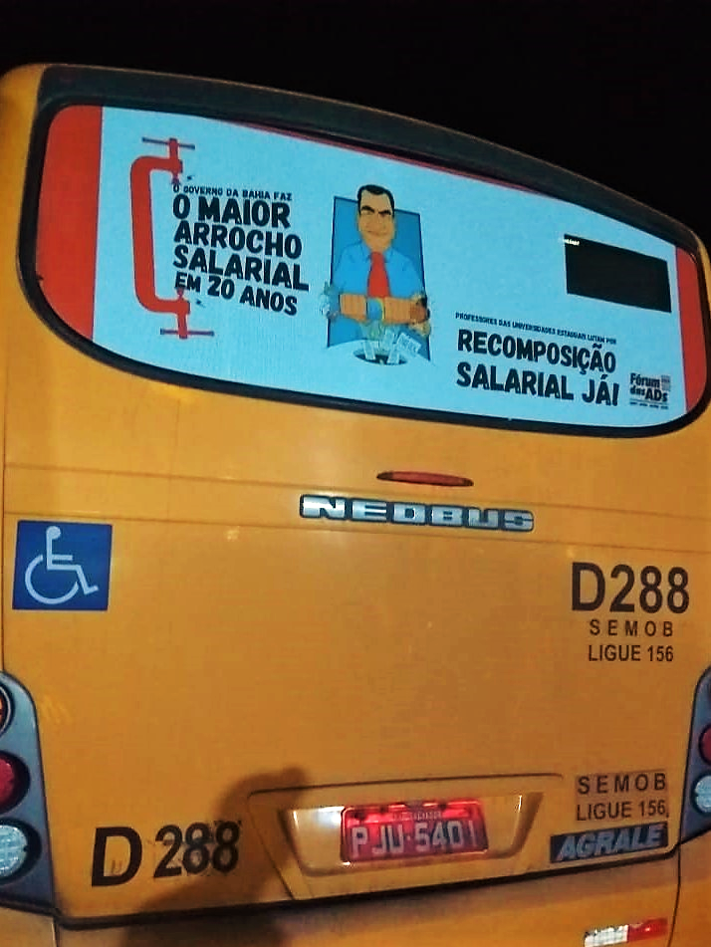 O GOVERNO DA BAHIA FAZ
O MAIOR
ARROCHO
SALARIAL
EM 20 ANOS
PROFESSORES DAS UNIVERSIDADES ESTADUAIS LUTAM POR
RECOMPOSIÇÃO
SALARIAL JÁ!
Fórum
das ADs
NEOBUS
D288
SEMOB
LIGUE 156
SEMOB
LIGUE 156
AGRALE
D 288
PJU-5401